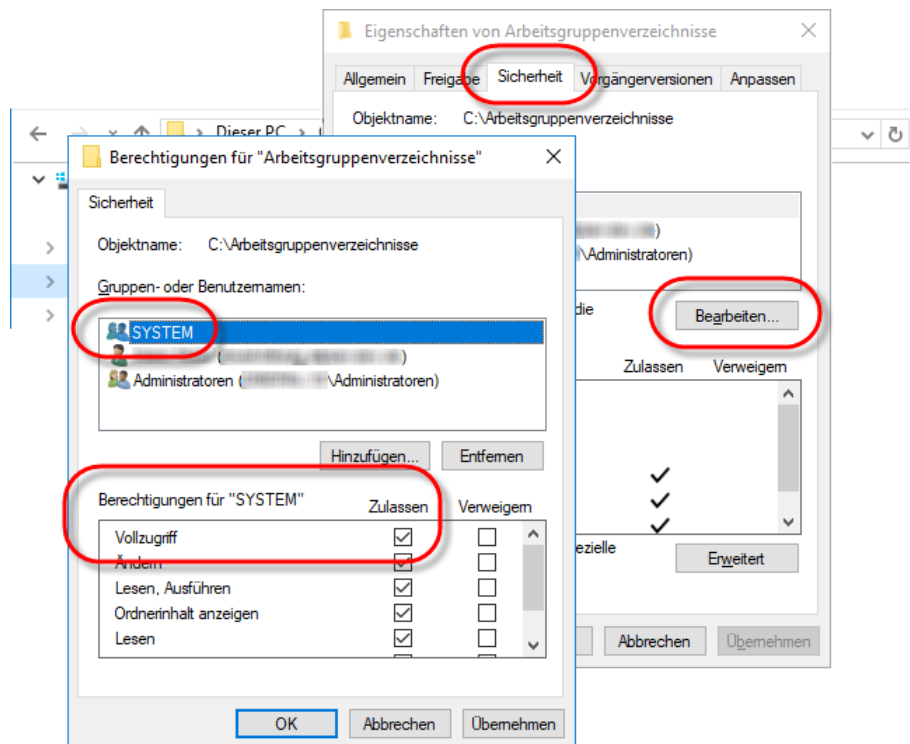 Eigenschaften von Arbeitsgruppenverzeichnisse
Allgemein Freigabe Sicherheit Vorgängerversionen Anpassen
Objektname: C:\Arbeitsgruppenverzeichnisse
Dieser PC
)
\Administratoren)
die
Bearbeiten...
Zulassen Verweigern
ezielle
Erweitert
Abbrechen Übernehmen
Berechtigungen für "Arbeitsgruppenverzeichnisse"
Sicherheit
Objektname: C:\Arbeitsgruppenverzeichnisse
Gruppen- oder Benutzernamen:
SYSTEM
( )
Administratoren ( \Administratoren)
Hinzufügen... Entfernen
Berechtigungen für "SYSTEM" Zulassen Verweigern
Vollzugriff
Ändern
Lesen, Ausführen
Ordnerinhalt anzeigen
Lesen
OK Abbrechen Übernehmen